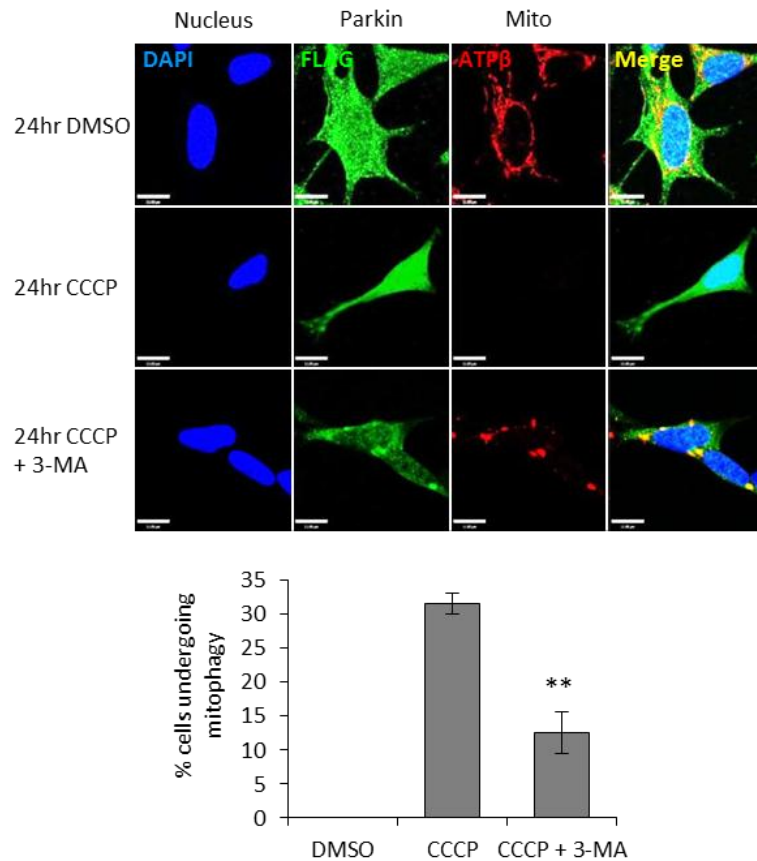 Nucleus Parkin Mito
DAPI FLAG ATPβ Merge
24hr DMSO
24hr CCCP
24hr CCCP
+ 3-MA
% cells undergoing
mitophagy
35
30
25
20
15
10
5
0
**
DMSO CCCP CCCP + 3-MA